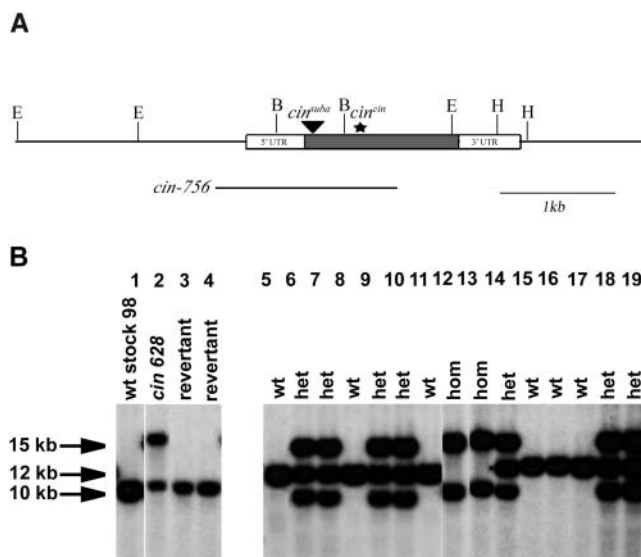 A
E E B cin^suba B cin^cin E H H
5' UTR 3' UTR
cin-756
1kb
B
1 2 3 4 5 6 7 8 9 10 11 12 13 14 15 16 17 18 19
wt stock 98
cin 628
revertant
revertant
wt
het
het
wt
het
het
wt
hom
hom
het
wt
wt
wt
het
het
15 kb
12 kb
10 kb